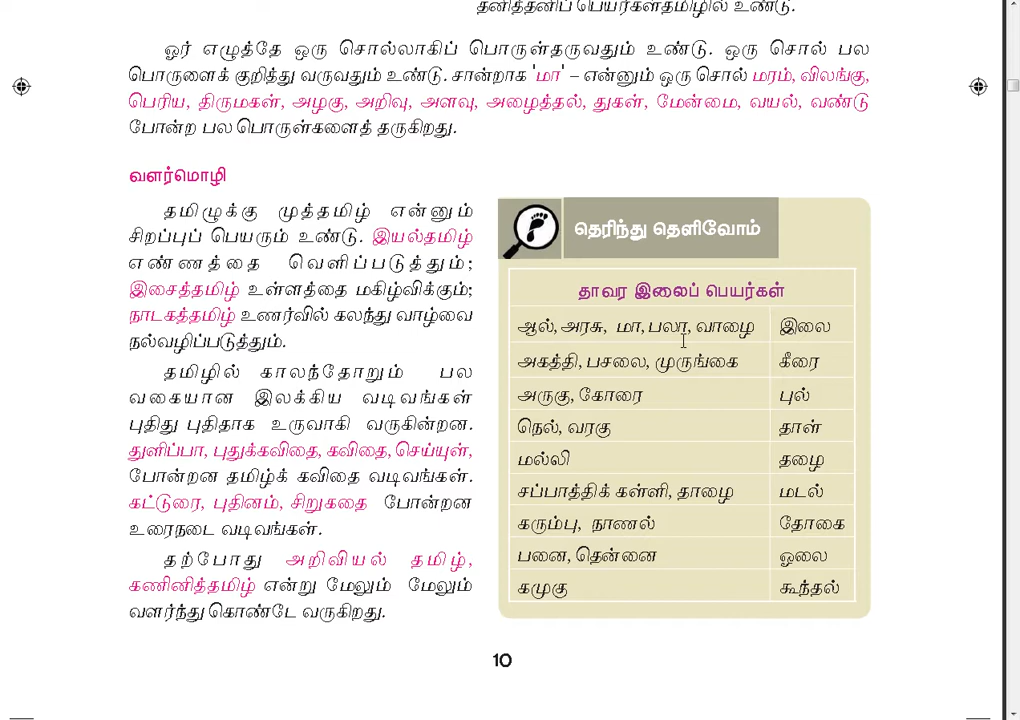 தனித்தனிப் பெயர்கள்தமிழில் உண்டு.
ஓர் எழுத்தே ஒரு சொல்லாகிப் பொருள்தருவதும் உண்டு. ஒரு சொல் பல
பொருளைக் குறித்து வருவதும் உண்டு. சான்றாக 'மா' – என்னும் ஒரு சொல் மரம், விலங்கு,
பெரிய, திருமகள், அழகு, அறிவு, அளவு, அழைத்தல், துகள், மேன்மை, வயல், வண்டு
போன்ற பல பொருள்களைத் தருகிறது.
வளர்மொழி
தமிழுக்கு முத்தமிழ் என்னும்
சிறப்புப் பெயரும் உண்டு. இயல்தமிழ்
எண்ணத்தை வெளிப்படுத்தும்;
இசைத்தமிழ் உள்ளத்தை மகிழ்விக்கும்;
நாடகத்தமிழ் உணர்வில் கலந்து வாழ்வை
நல்வழிப்படுத்தும்.
தமிழில் காலந்தோறும் பல
வகையான இலக்கிய வடிவங்கள்
புதிது புதிதாக உருவாகி வருகின்றன.
துளிப்பா, புதுக்கவிதை, கவிதை, செய்யுள்,
போன்றன தமிழ்க் கவிதை வடிவங்கள்.
கட்டுரை, புதினம், சிறுகதை போன்றன
உரைநடை வடிவங்கள்.
தற்போது அறிவியல் தமிழ்,
கணினித்தமிழ் என்று மேலும் மேலும்
வளர்ந்து கொண்டே வருகிறது.
தெரிந்து தெளிவோம்
தாவர இலைப் பெயர்கள்
ஆல், அரசு, மா, பலா, வாழை இலை
அகத்தி, பசலை, முருங்கை கீரை
அருகு, கோரை புல்
நெல், வரகு தாள்
மல்லி தழை
சப்பாத்திக் கள்ளி, தாழை மடல்
கரும்பு, நாணல் தோகை
பனை, தென்னை ஓலை
கமுகு கூந்தல்
10